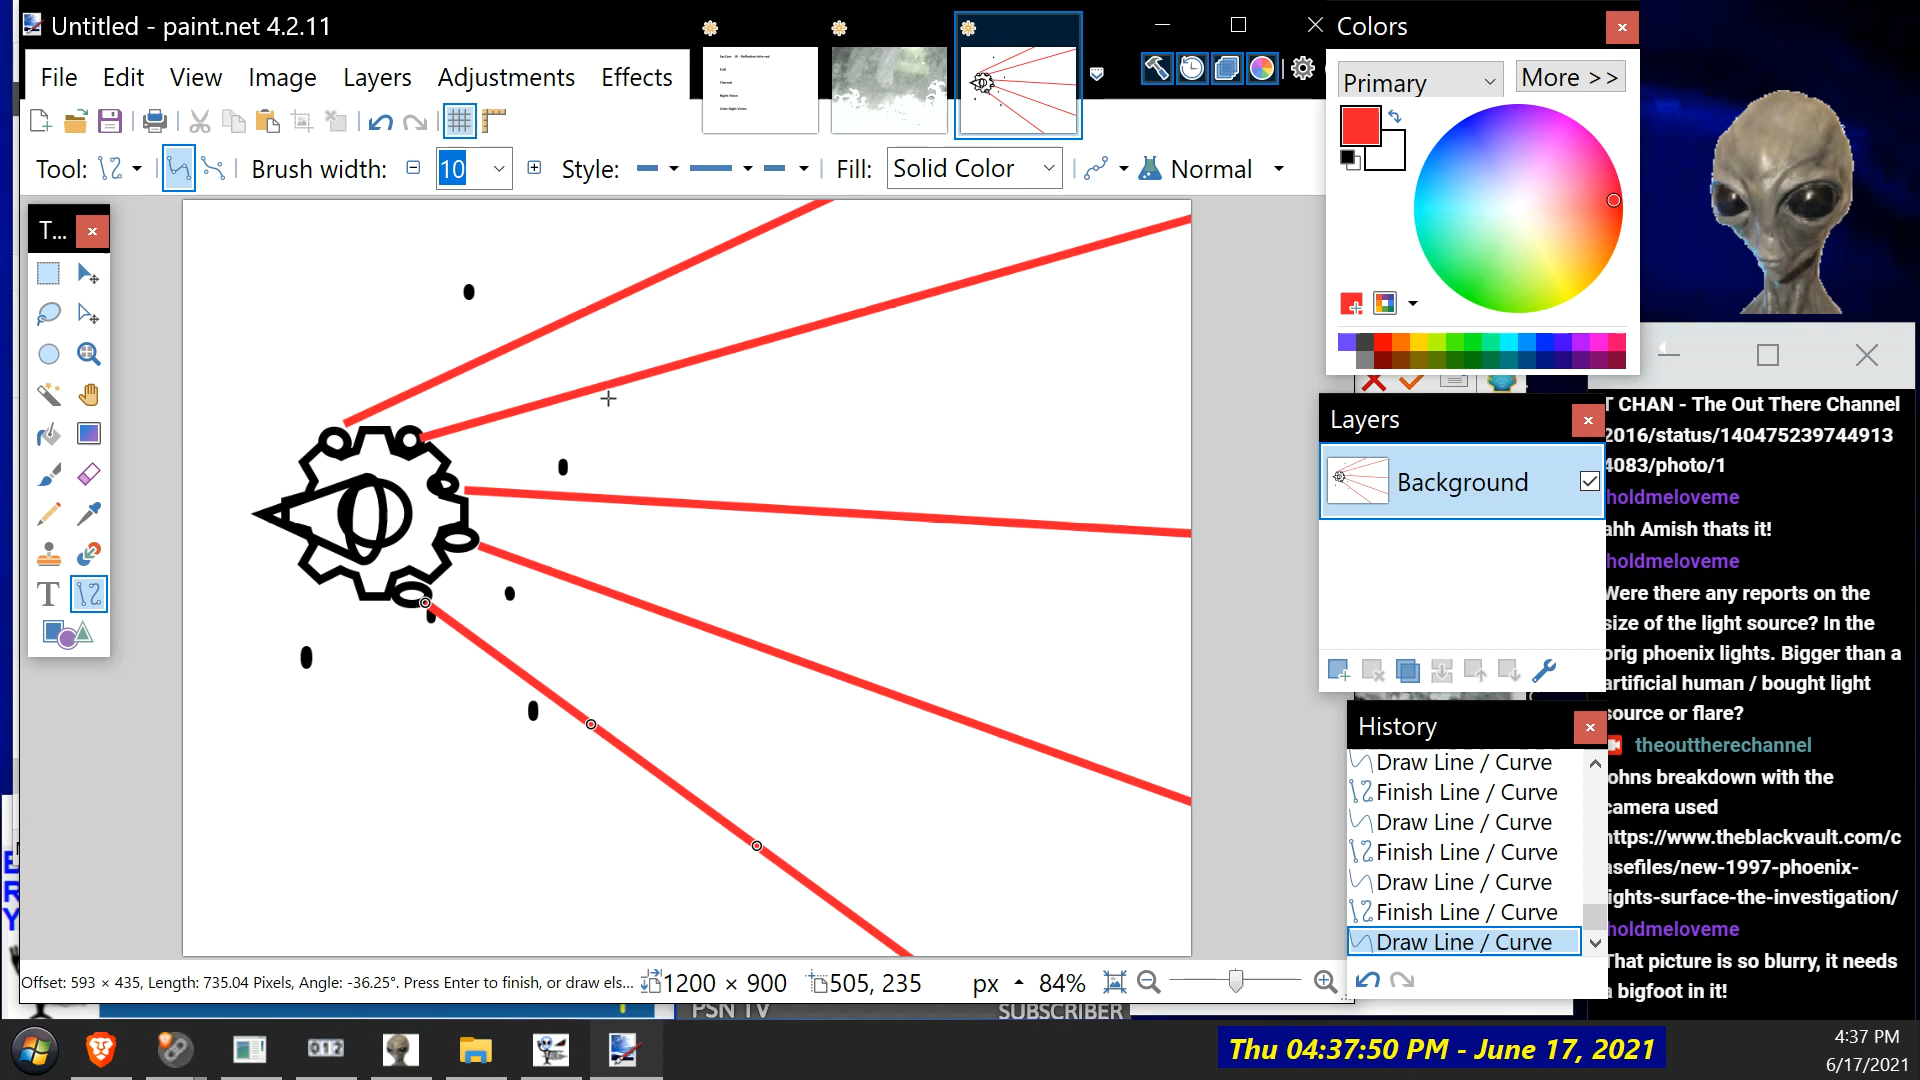 Untitled - paint.net 4.2.11
File Edit View Image Layers Adjustments Effects
Tool: Brush width: 10 Style: Fill: Solid Color Normal
T...
Colors
Primary More >>
Layers
Background
History
Draw Line / Curve
Finish Line / Curve
Draw Line / Curve
Finish Line / Curve
Draw Line / Curve
Finish Line / Curve
Draw Line / Curve
T CHAN - The Out There Channel
2016/status/140475239744913
4083/photo/1
holdmeloveme
ahh Amish thats it!
holdmeloveme
Were there any reports on the
size of the light source? In the
orig phoenix lights. Bigger than a
artificial human / bought light
source or flare?
theouttherechannel
johns breakdown with the
camera used
https://www.theblackvault.com/c
asefiles/new-1997-phoenix-
lights-surface-the-investigation/
holdmeloveme
That picture is so blurry, it needs
a bigfoot in it!
Offset: 593 × 435, Length: 735.04 Pixels, Angle: -36.25°. Press Enter to finish, or draw els... 1200 × 900 505, 235 px 84%
PSN TV SUBSCRIBER
E
R
Y
012
Thu 04:37:50 PM - June 17, 2021
4:37 PM
6/17/2021